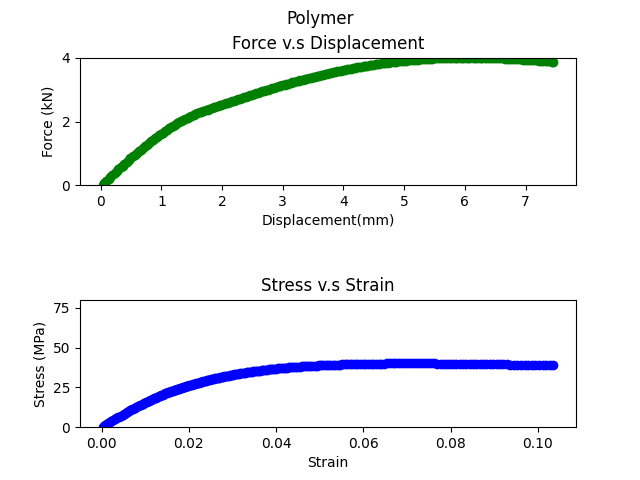 Polymer
Force v.s Displacement
4
2
0
Force (kN)
0 1 2 3 4 5 6 7
Displacement(mm)
Stress v.s Strain
75
50
25
0
Stress (MPa)
0.00 0.02 0.04 0.06 0.08 0.10
Strain